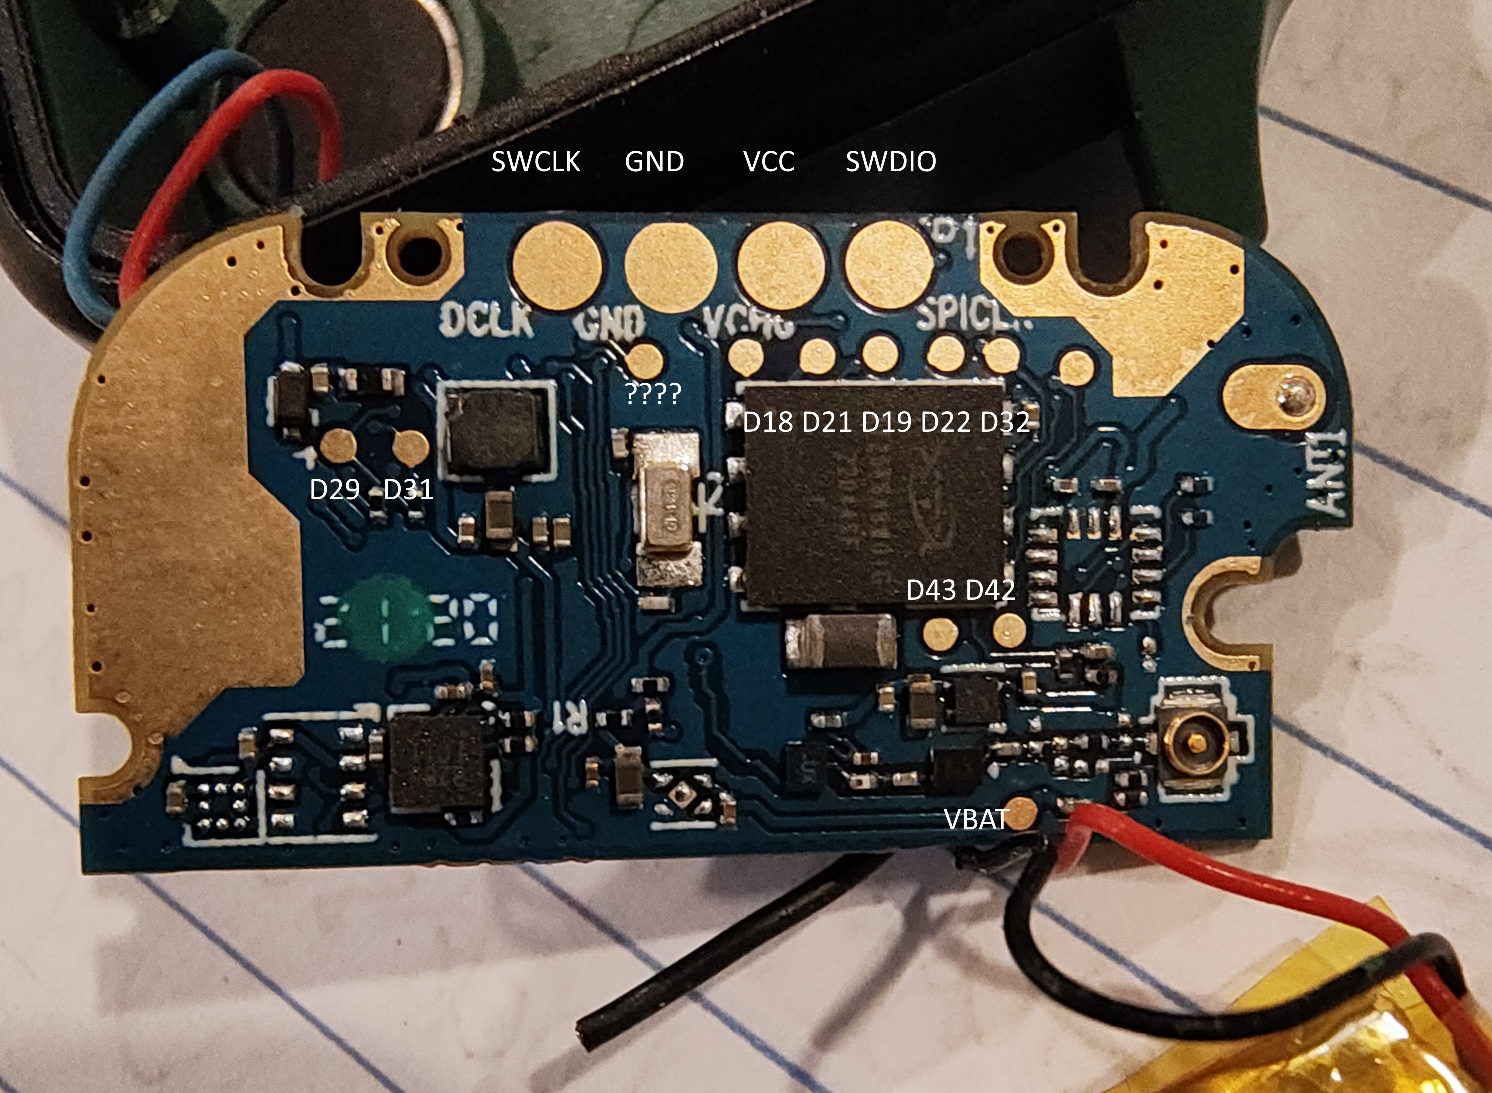 SWCLK GND VCC SWDIO
DCLK GND VCHG SPICLK
????
D18 D21 D19 D22 D32
D29 D31
ANT1
D43 D42
R1
VBAT